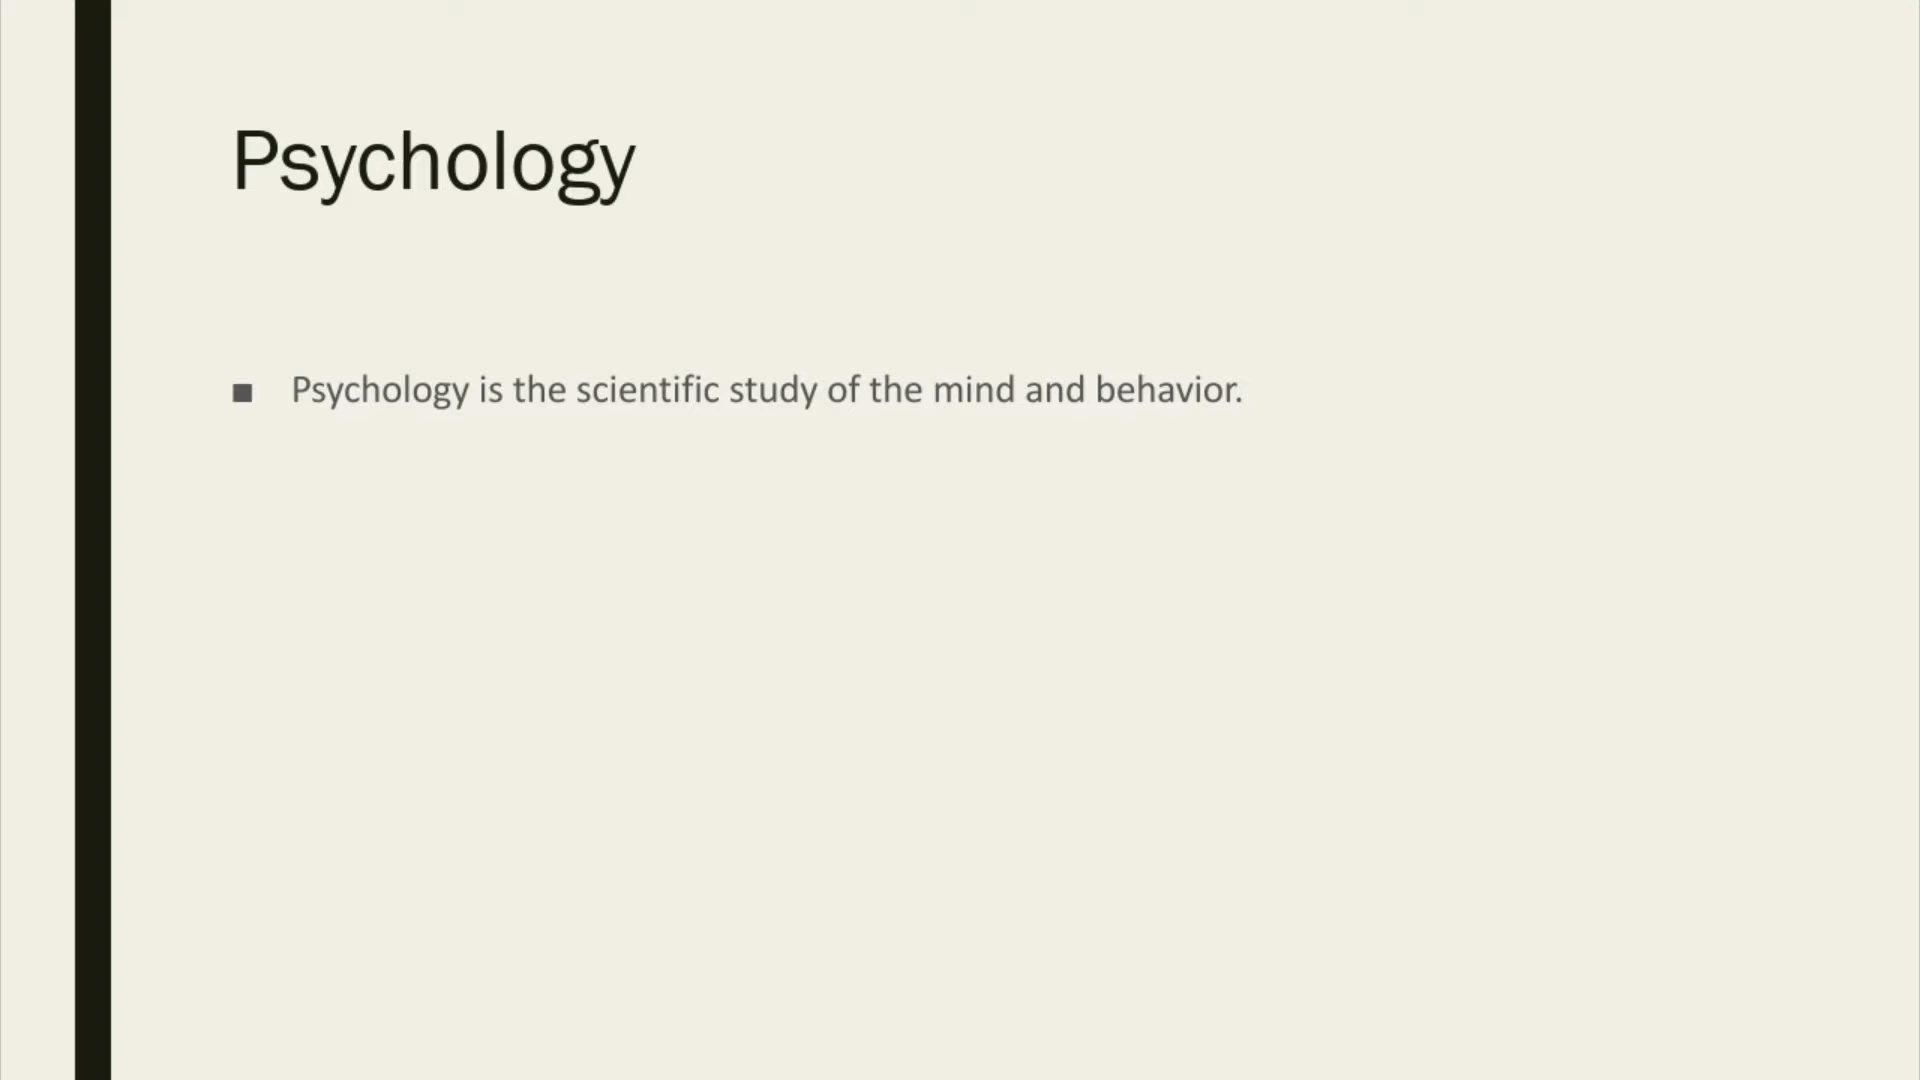 Psychology
■ Psychology is the scientific study of the mind and behavior.